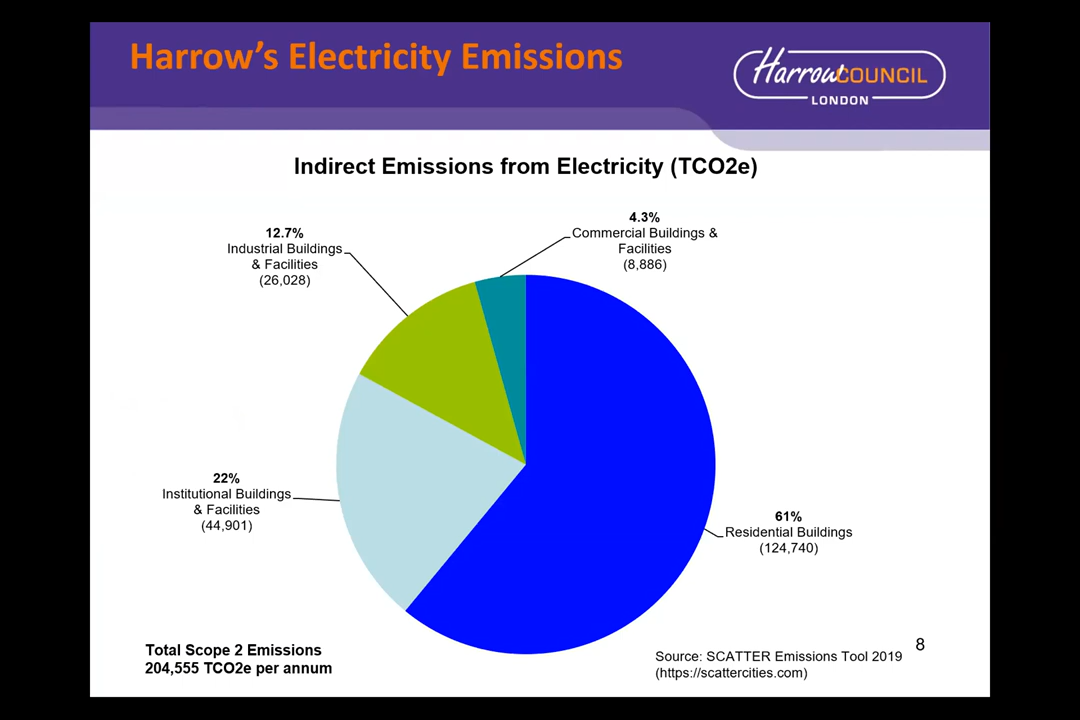 Harrow’s Electricity Emissions
Harrow COUNCIL
LONDON
Indirect Emissions from Electricity (TCO2e)
4.3%
Commercial Buildings &
Facilities
(8,886)
12.7%
Industrial Buildings
& Facilities
(26,028)
22%
Institutional Buildings
& Facilities
(44,901)
61%
Residential Buildings
(124,740)
Total Scope 2 Emissions
204,555 TCO2e per annum
Source: SCATTER Emissions Tool 2019
(https://scattercities.com)
8